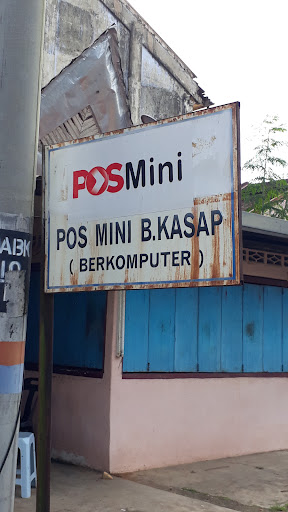 POSMini
POS MINI B.KASAP
( BERKOMPUTER )